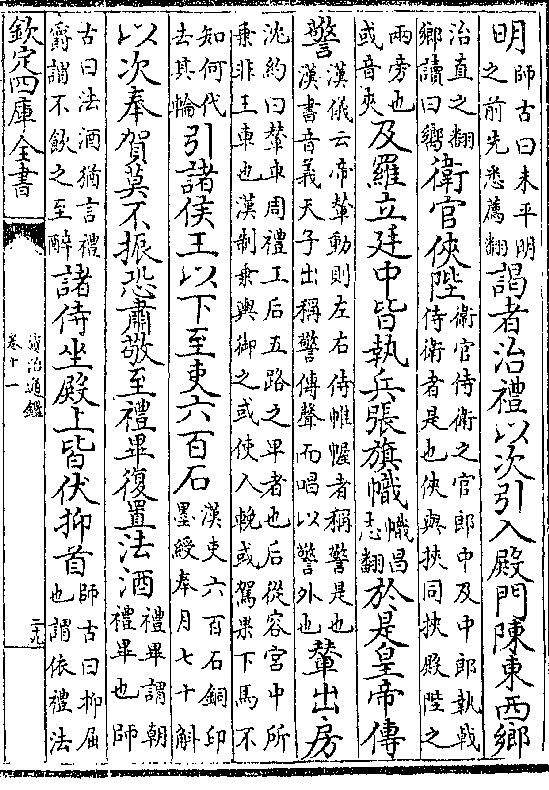 明師古曰未平明之前先悉薦翻謁者治禮以次引入殿門陳東西鄉
治直之翻鄉讀曰嚮衛官俠陛衛官侍衛之官郎中及中郎執戟侍衛者是也俠與挾同挾殿陛之
兩旁也或音夾及羅立廷中皆執兵張旗幟幟昌志翻於是皇帝傳
警漢儀云帝輦動則左右侍帷幄者稱警是也漢書音義天子出稱警傳聲而唱以警外也輦出房
沈約曰輦車周禮王后五路之卑者也后從容宮中所乗非王車也漢制乗輿御之或使人輓或駕果下馬不
知何代去其輪引諸侯王以下至吏六百石漢吏六百石銅印墨綬奉月七十斛
以次奉賀莫不振恐肅敬至禮畢復置法酒禮畢謂朝禮畢也師
古曰法酒猶言禮爵謂不飲之至醉諸侍坐殿上皆伏抑首師古曰抑屈也謂依禮法
欽定四庫全書
資治通鑑
卷十一